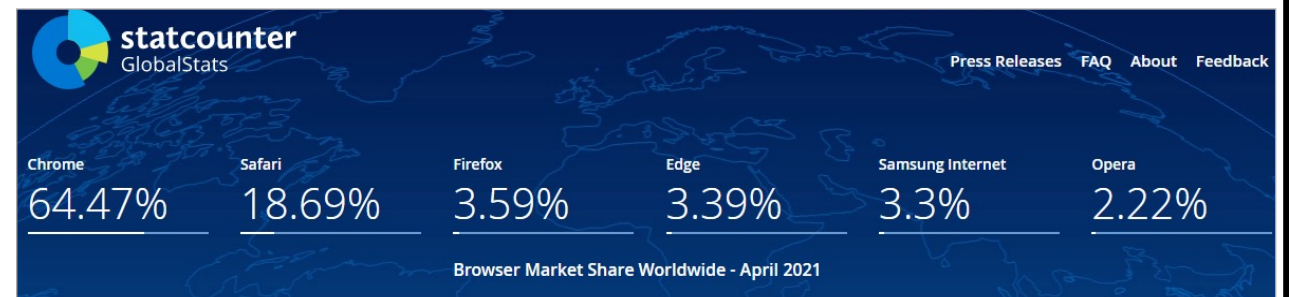 statcounter
GlobalStats
Press Releases FAQ About Feedback
Chrome Safari Firefox Edge Samsung Internet Opera
64.47% 18.69% 3.59% 3.39% 3.3% 2.22%
Browser Market Share Worldwide - April 2021